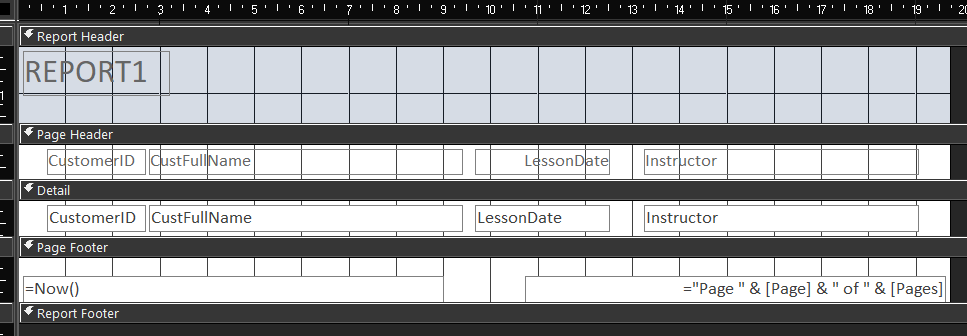 1 2 3 4 5 6 7 8 9 10 11 12 13 14 15 16 17 18 19 20
Report Header
REPORT1
1
Page Header
CustomerID CustFullName LessonDate Instructor
Detail
CustomerID CustFullName LessonDate Instructor
Page Footer
=Now() ="Page " & [Page] & " of " & [Pages]
Report Footer